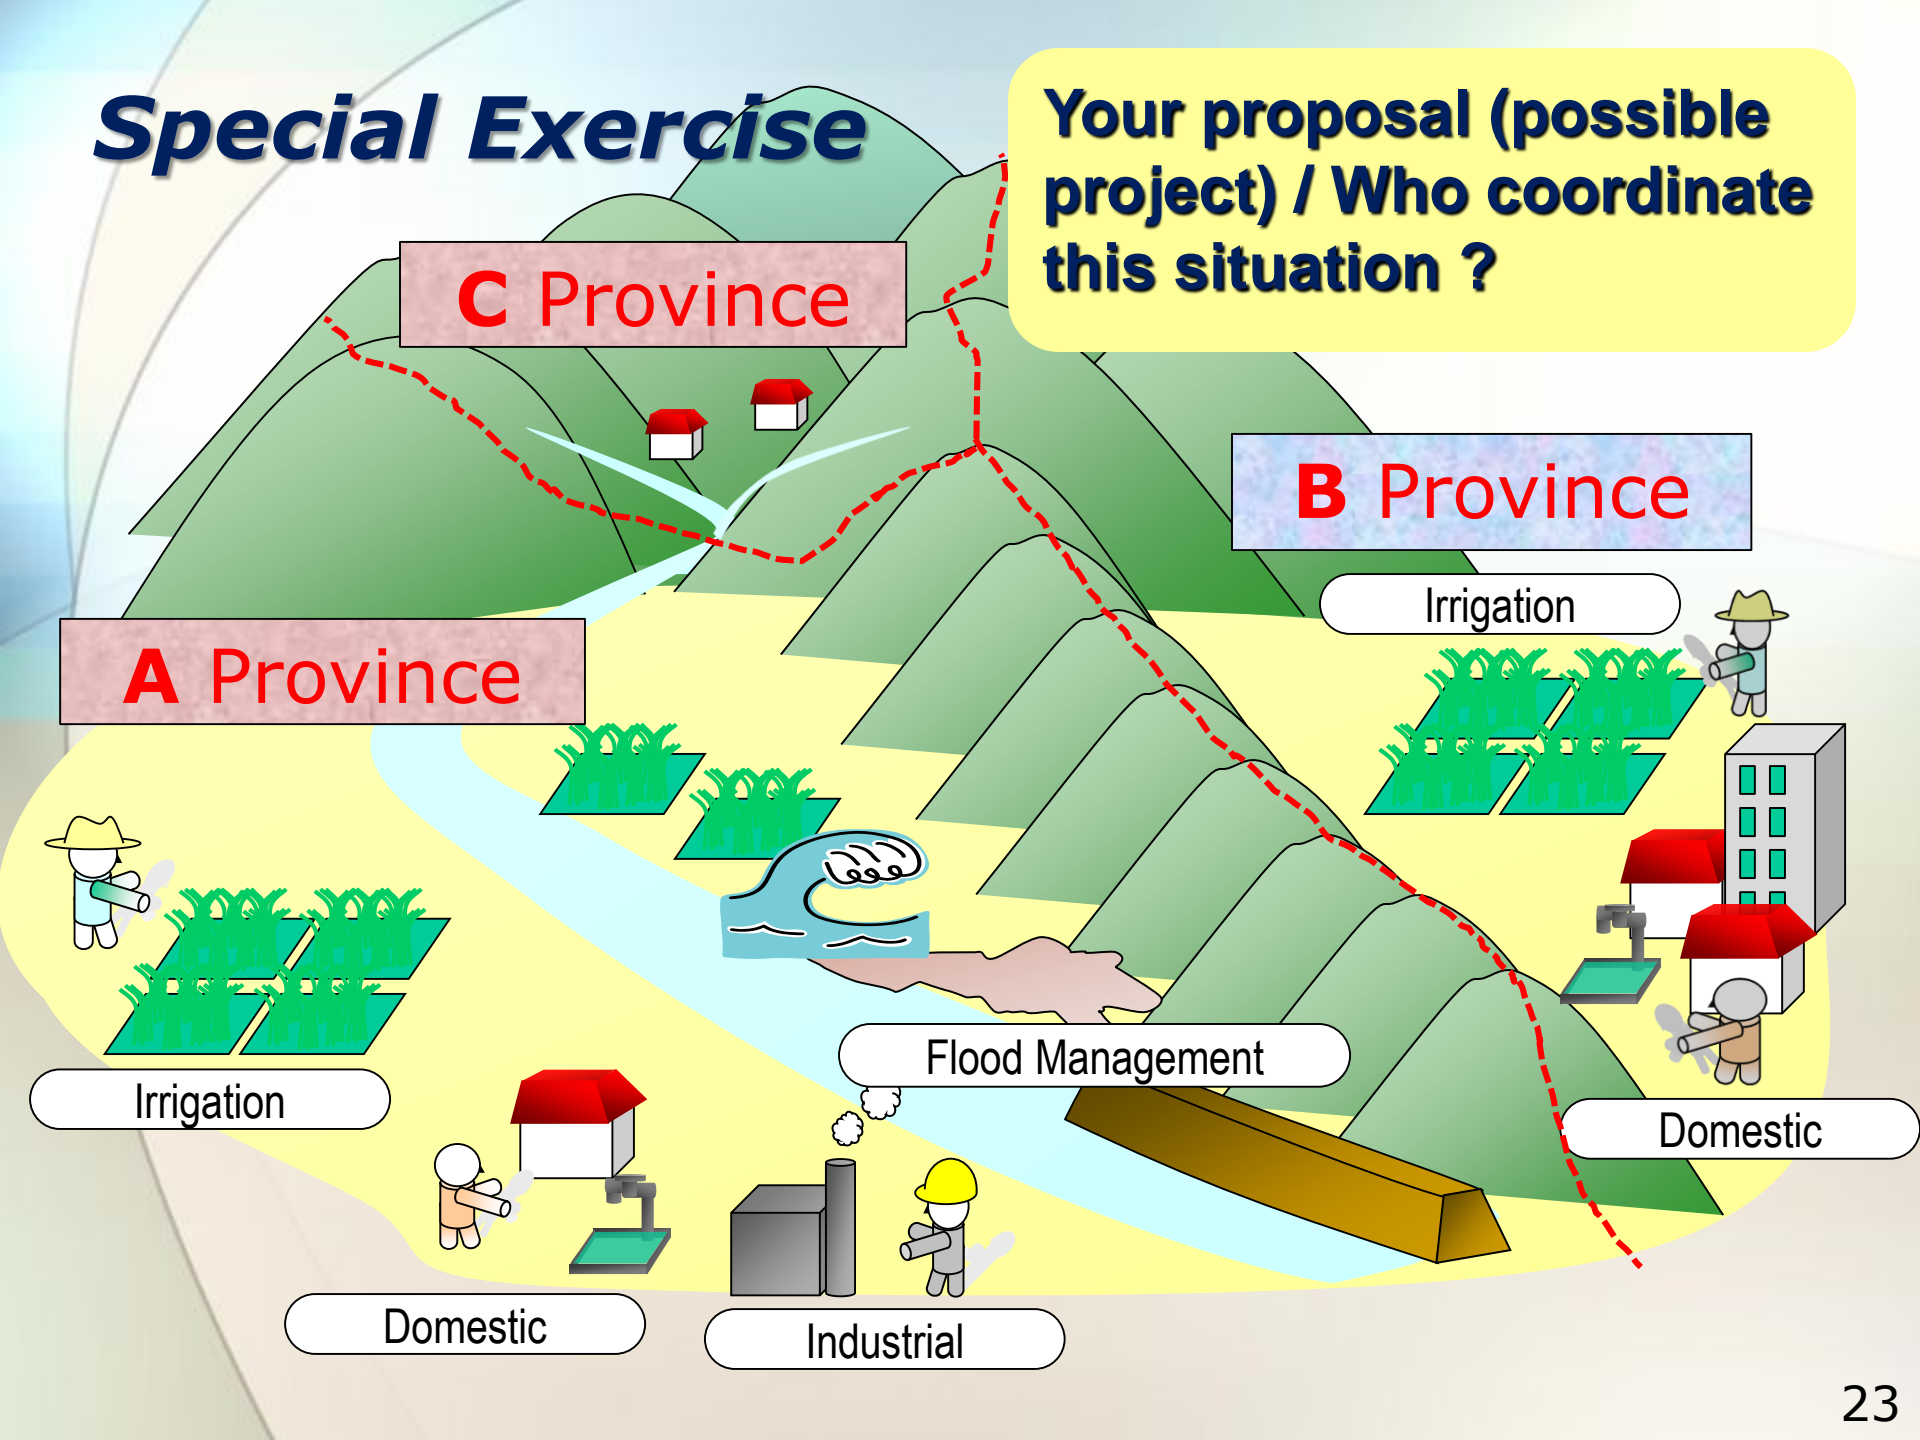 Special Exercise
Your proposal (possible
project) / Who coordinate
this situation ?
C Province
B Province
Irrigation
A Province
Flood Management
Irrigation
Domestic
Domestic
Industrial
23